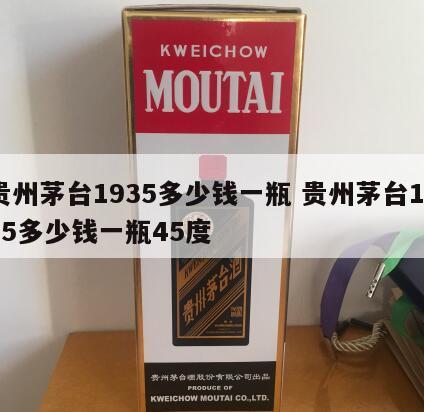 KWEICHOW
MOUTAI
贵州茅台1935多少钱一瓶 贵州茅台1
5多少钱一瓶45度
贵州茅台酒
贵州茅台酒股份有限公司出品
PRODUCE OF
KWEICHOW MOUTAI CO.,LTD.